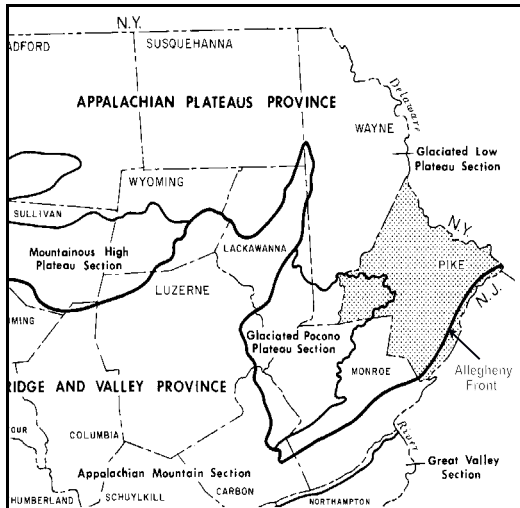 N.Y.
ADFORD
SUSQUEHANNA
APPALACHIAN PLATEAUS PROVINCE
Delaware
WAYNE
Glaciated Low
Plateau Section
WYOMING
SULLIVAN
N.Y.
Mountainous High
Plateau Section
LACKAWANNA
PIKE
LUZERNE
N.J.
OMING
Glaciated Pocono
Plateau Section
MONROE
Allegheny
Front
RIDGE AND VALLEY PROVINCE
OUR
COLUMBIA
River
Great Valley
Section
Appalachian Mountain Section
HUMBERLAND
SCHUYLKILL
CARBON
NORTHAMPTON